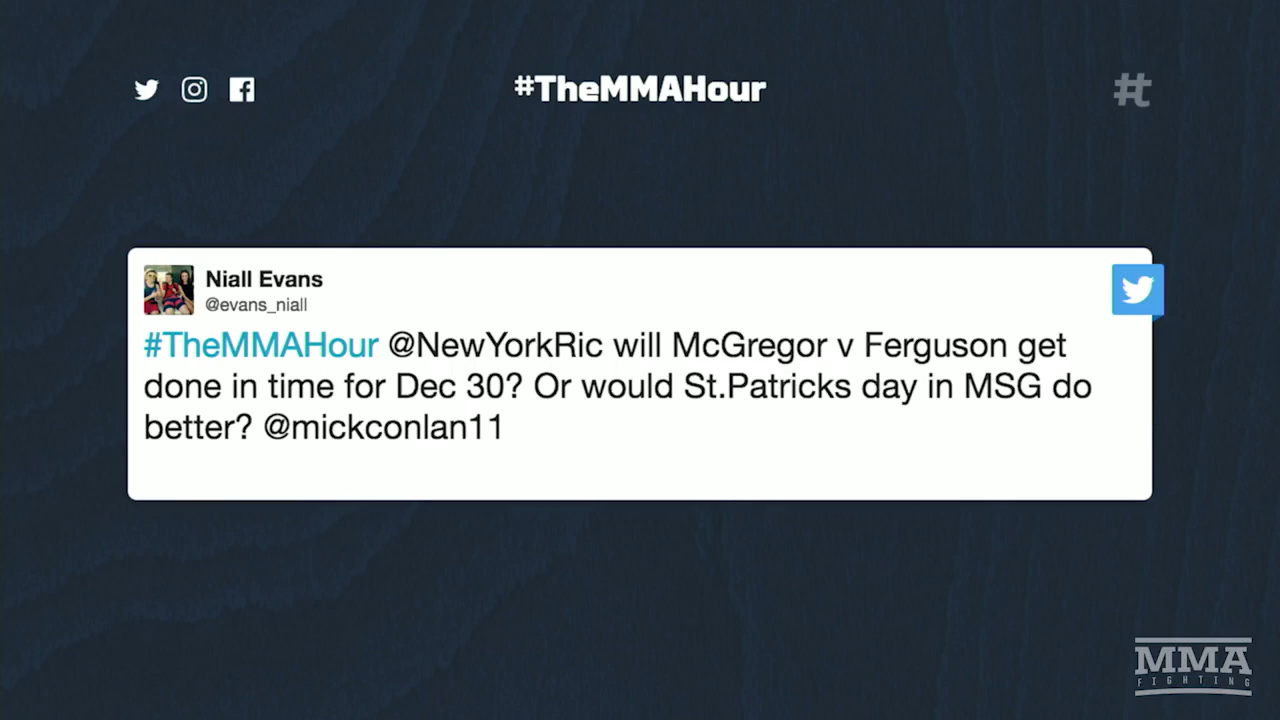 #TheMMAHour
Niall Evans
@evans_niall
#TheMMAHour @NewYorkRic will McGregor v Ferguson get
done in time for Dec 30? Or would St.Patricks day in MSG do
better? @mickconlan11
MMA
FIGHTING